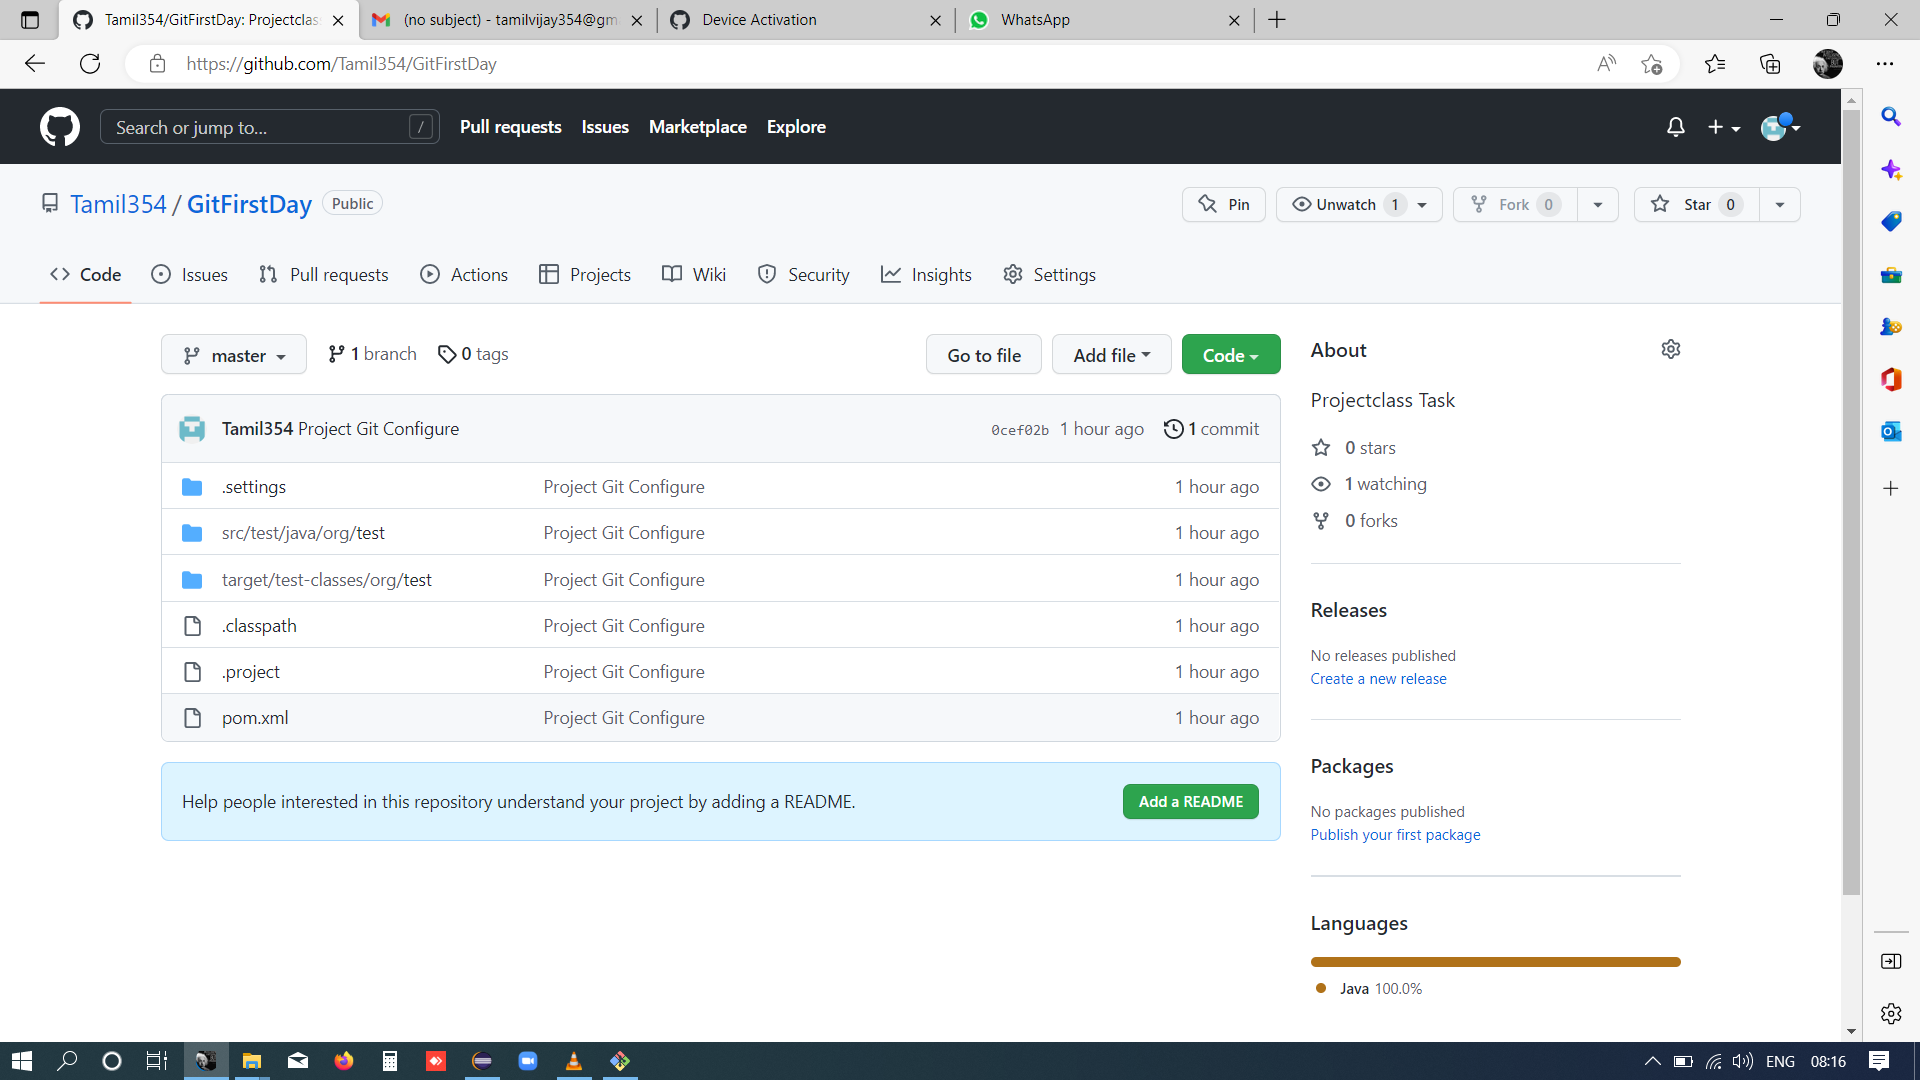 Tamil354/GitFirstDay: Projectclas
(no subject) - tamilvijay354@gm
Device Activation
WhatsApp
https://github.com/Tamil354/GitFirstDay
Search or jump to...
/
Pull requests
Issues
Marketplace
Explore
Tamil354 / GitFirstDay
Public
Pin
Unwatch 1
Fork 0
Star 0
Code
Issues
Pull requests
Actions
Projects
Wiki
Security
Insights
Settings
master
1 branch
0 tags
Go to file
Add file
Code
Tamil354 Project Git Configure
0cef02b 1 hour ago
1 commit
.settings Project Git Configure 1 hour ago
src/test/java/org/test Project Git Configure 1 hour ago
target/test-classes/org/test Project Git Configure 1 hour ago
.classpath Project Git Configure 1 hour ago
.project Project Git Configure 1 hour ago
pom.xml Project Git Configure 1 hour ago
Help people interested in this repository understand your project by adding a README.
Add a README
About
Projectclass Task
0 stars
1 watching
0 forks
Releases
No releases published
Create a new release
Packages
No packages published
Publish your first package
Languages
Java 100.0%
ENG
08:16